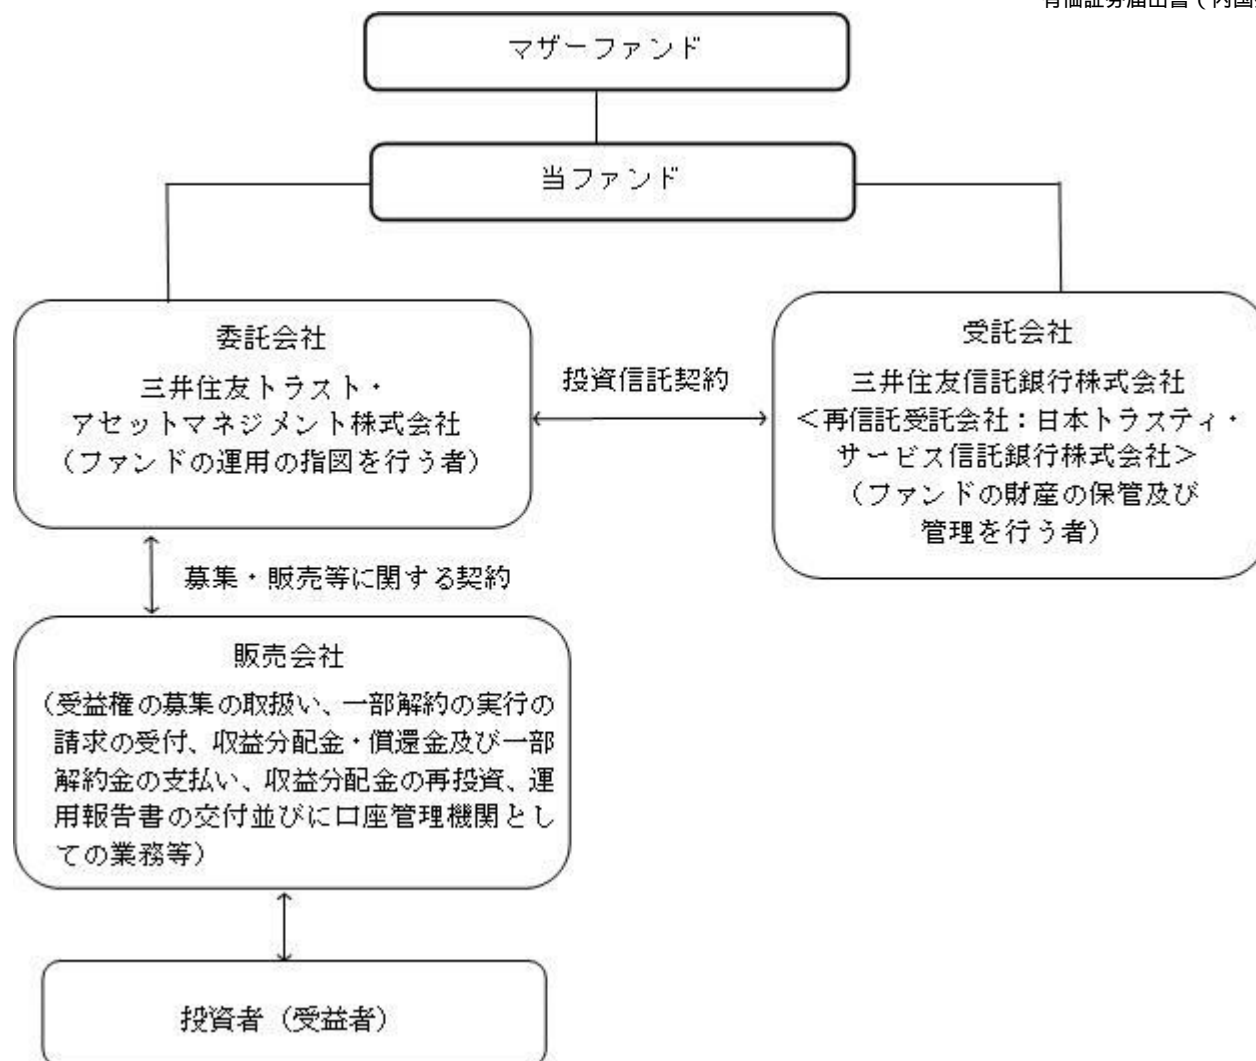 有価証券届出書（内国
マザーファンド
当ファンド
委託会社
三井住友トラスト・
アセットマネジメント株式会社
（ファンドの運用の指図を行う者）
投資信託契約
受託会社
三井住友信託銀行株式会社
＜再信託受託会社：日本トラスティ・
サービス信託銀行株式会社＞
（ファンドの財産の保管及び
管理を行う者）
募集・販売等に関する契約
販売会社
（受益権の募集の取扱い、一部解約の実行の
請求の受付、収益分配金・償還金及び一部
解約金の支払い、収益分配金の再投資、運
用報告書の交付並びに口座管理機関とし
ての業務等）
投資者（受益者）